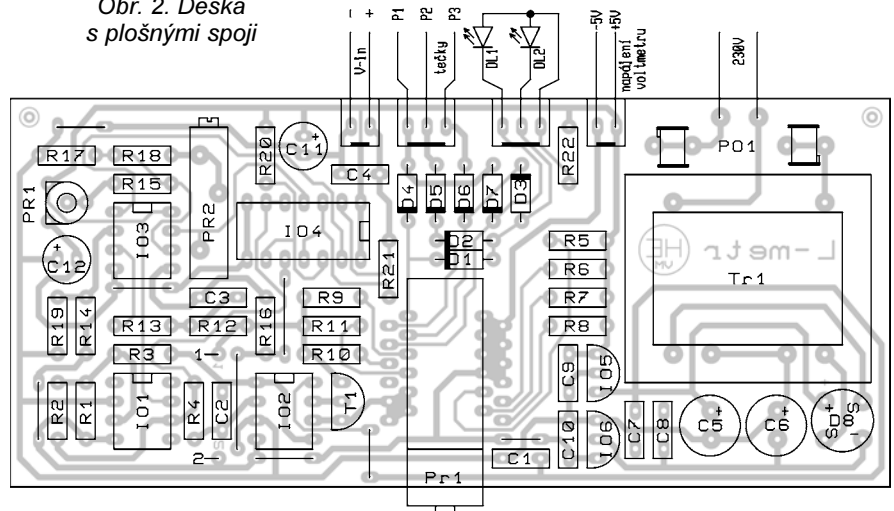 Obr. 2. Deska
s plošnými spoji
- +
V-in
P1 P2 P3
tečky
DL1 DL2
-5V +5V
napájení
voltmetru
230V
R17 R18 R20 C11 + R22 PO1
R15 C4
PR1 D4 D5 D6 D7 D3
IO3 PR2 IO4 D2 R5
D1
C12 + R21 R6
L-metr HE VM
Tr1
C3 R9 R7
R19 R14 R13 R12 R16 R11 R8
R3 1 R10
C9 IO5
R2 R1 IO1 R4 C2 IO2 T1
C10 IO6 C7 C8 C5 + C6 + S D8 S + -
2 C1
Pr1